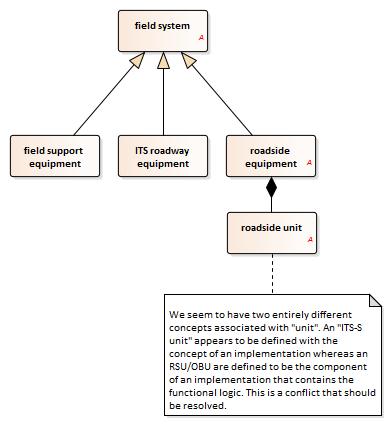 field system
A
field support
equipment
ITS roadway
equipment
roadside
equipment
A
roadside unit
A
We seem to have two entirely different
concepts associated with "unit". An "ITS-S
unit" appears to be defined with the
concept of an implementation whereas an
RSU/OBU are defined to be the component
of an implementation that contains the
functional logic. This is a conflict that should
be resolved.